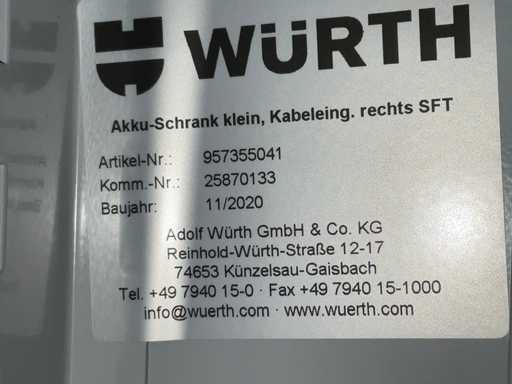 WÜRTH
Akku-Schrank klein, Kabeleing. rechts SFT
Artikel-Nr.: 957355041
Komm.-Nr.: 25870133
Baujahr: 11/2020
Adolf Würth GmbH & Co. KG
Reinhold-Würth-Straße 12-17
74653 Künzelsau-Gaisbach
Tel. +49 7940 15-0 · Fax +49 7940 15-1000
info@wuerth.com · www.wuerth.com